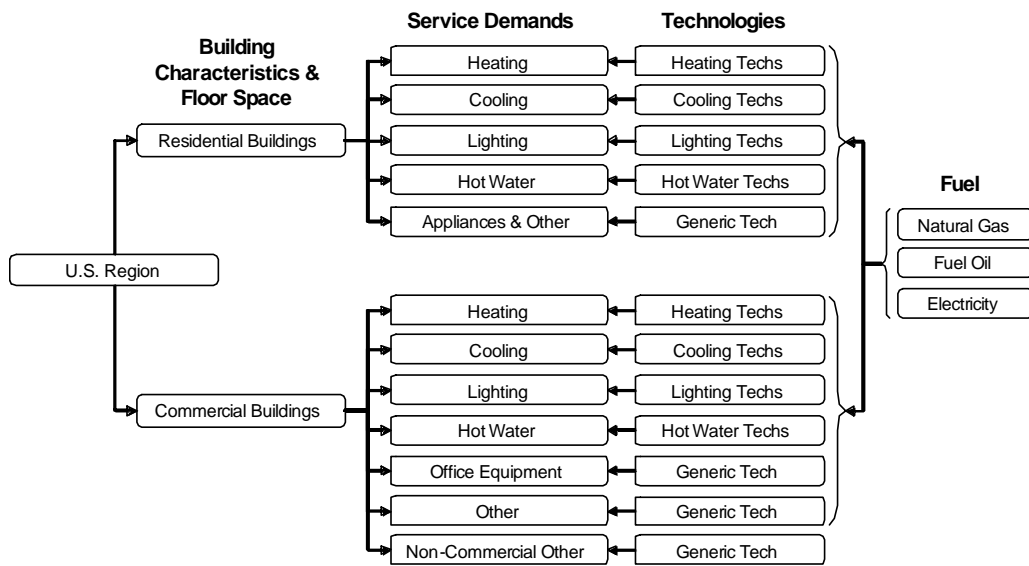 Service Demands
Technologies
Building
Characteristics &
Floor Space
Heating
Heating Techs
Cooling
Cooling Techs
Residential Buildings
Lighting
Lighting Techs
Hot Water
Hot Water Techs
Appliances & Other
Generic Tech
Fuel
Natural Gas
Fuel Oil
Electricity
U.S. Region
Heating
Heating Techs
Cooling
Cooling Techs
Lighting
Lighting Techs
Commercial Buildings
Hot Water
Hot Water Techs
Office Equipment
Generic Tech
Other
Generic Tech
Non-Commercial Other
Generic Tech